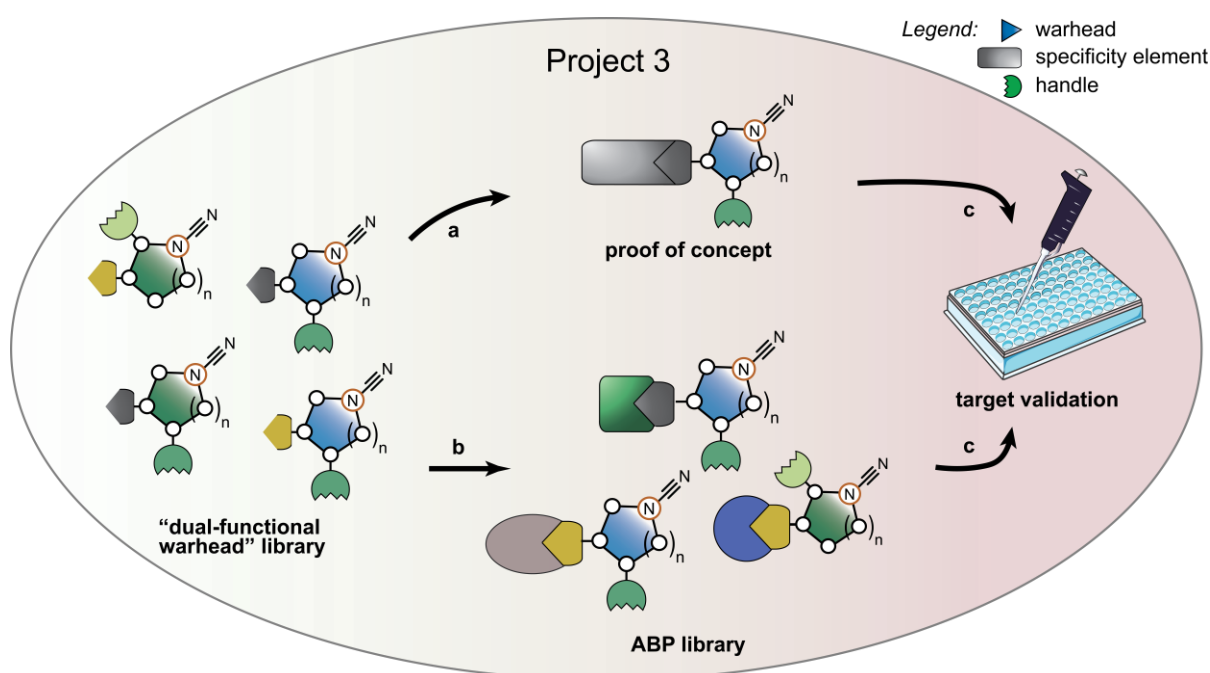 Legend:
warhead
specificity element
handle
Project 3
N
N
n
a
proof of concept
c
N
N
n
N
N
n
N
N
n
N
N
n
"dual-functional
warhead" library
b
N
N
n
target validation
c
N
N
n
N
N
n
ABP library